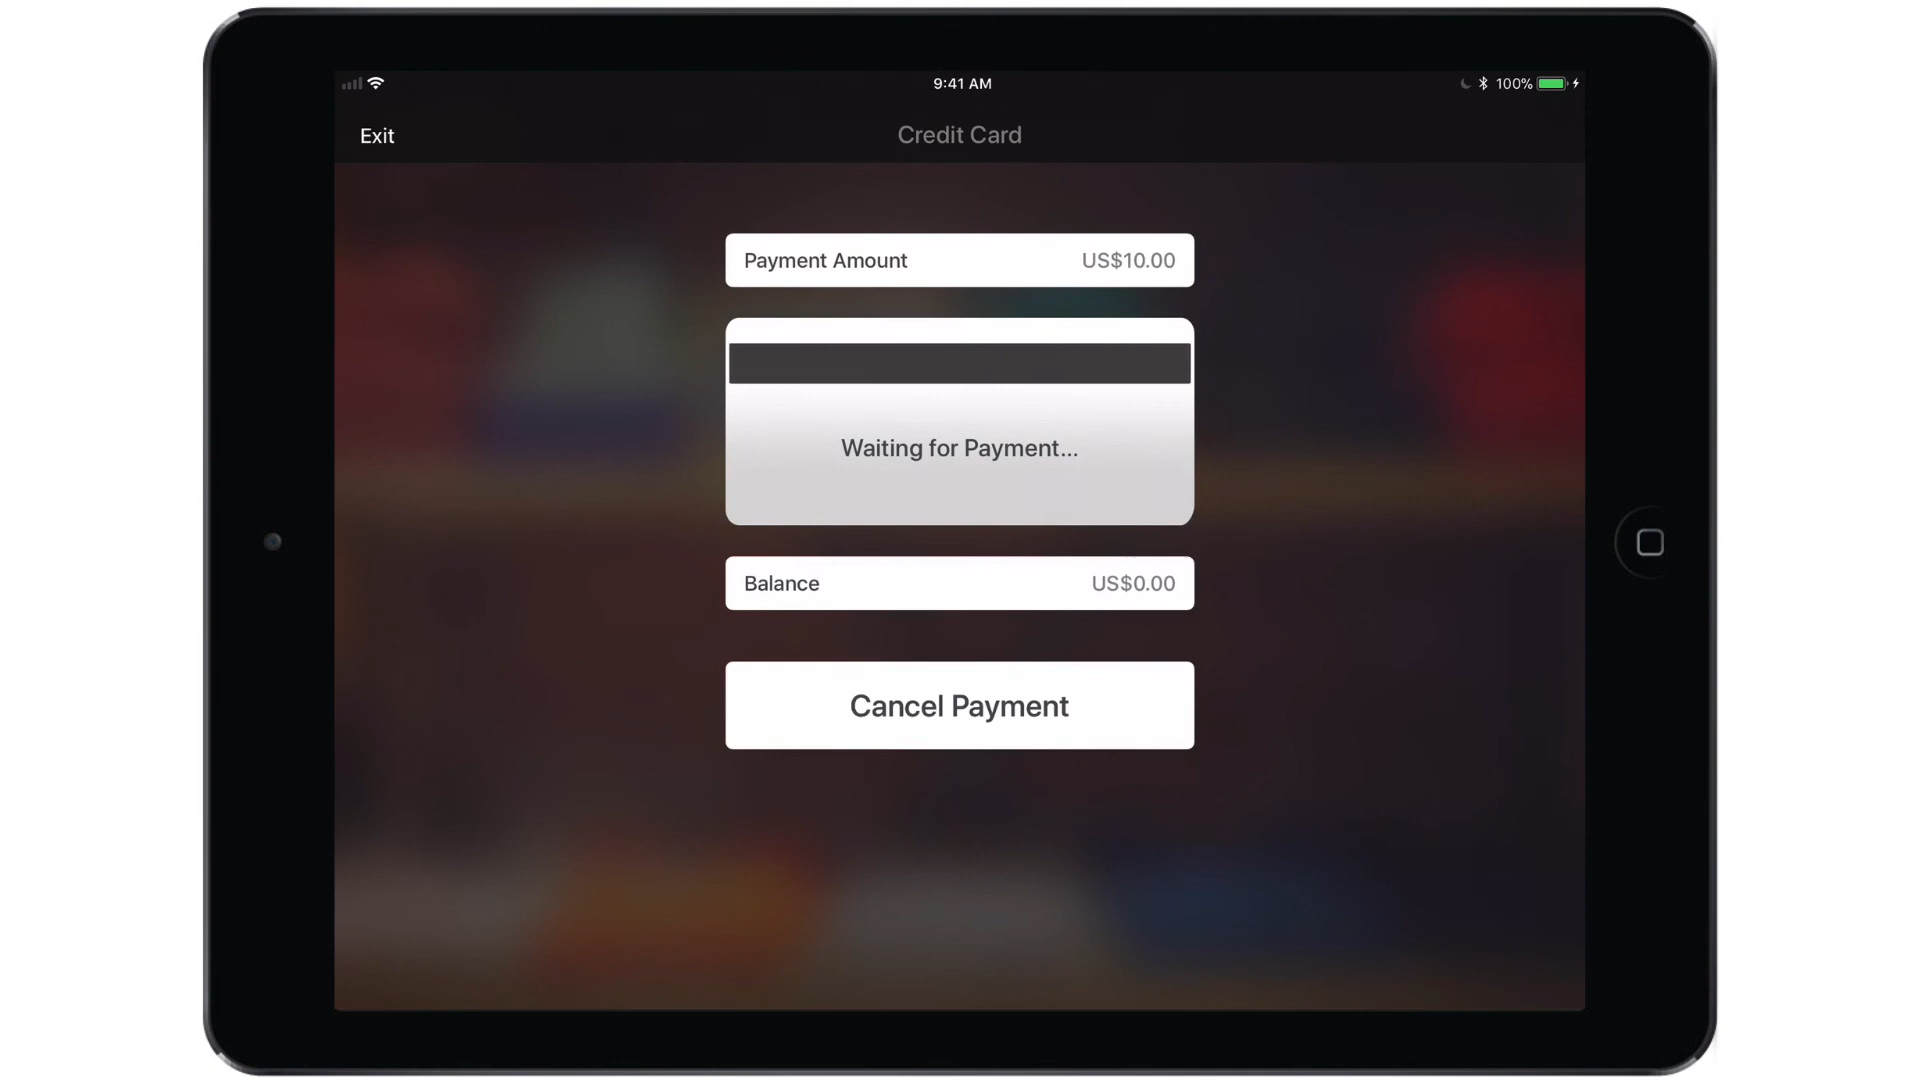 9:41 AM
100%
Exit
Credit Card
Payment Amount
US$10.00
Waiting for Payment...
Balance
US$0.00
Cancel Payment